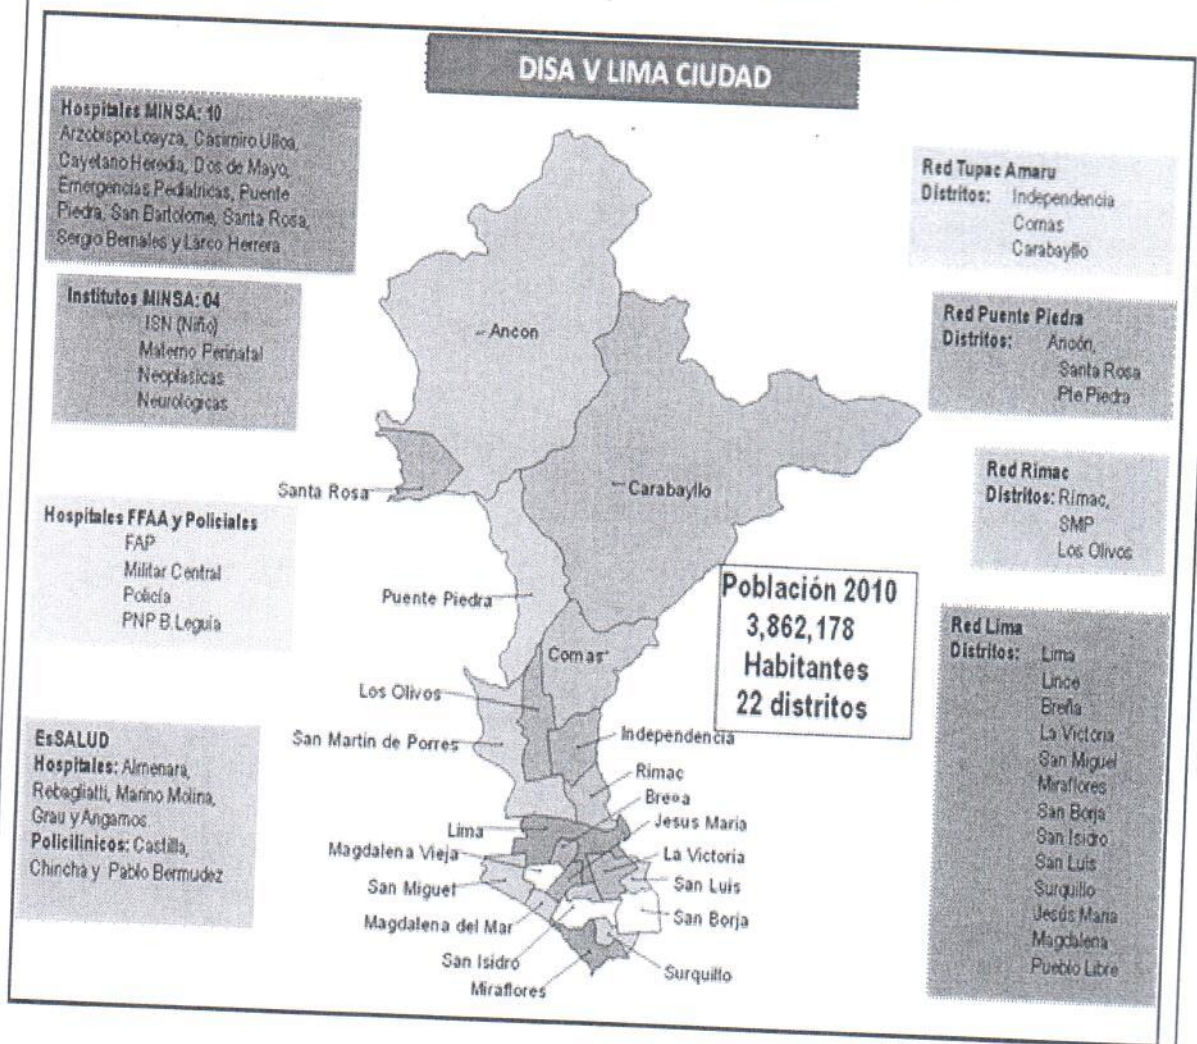 DISA V LIMA CIUDAD
Hospitales MINSA: 10
Arzobispo Loayza, Casimiro Ulloa,
Cayetano Heredia, Dos de Mayo,
Emergencias Pediatricas, Puente
Piedra, San Bartolome, Santa Rosa,
Sergio Bernales y Larco Herrera
Institutos MINSA: 04
ISN (Niño)
Materno Perinatal
Neoplasicas
Neurológicas
Hospitales FFAA y Policiales
FAP
Militar Central
Policía
PNP B.Leguia
EsSALUD
Hospitales: Almenara,
Rebagliatti, Marino Molina,
Grau y Angamos
Policilinicos: Castilla,
Chincha y Pablo Bermudez
Ancon
Carabayllo
Santa Rosa
Puente Piedra
Comas
Los Olivos
San Martin de Porres
Independencia
Rimac
Breoa
Lima
Jesus Maria
Magdalena Vieja
La Victoria
San Miguel
San Luis
Magdalena del Mar
San Borja
San Isidro
Surquillo
Miraflores
Población 2010
3,862,178
Habitantes
22 distritos
Red Tupac Amaru
Distritos: Independencia
Comas
Carabayllo
Red Puente Piedra
Distritos: Ancón,
Santa Rosa
Pte Piedra
Red Rimac
Distritos: Rimac,
SMP
Los Olivos
Red Lima
Distritos: Lima
Lince
Breña
La Victoria
San Miguel
Miraflores
San Borja
San Isidro
San Luis
Surquillo
Jesús Maria
Magdalena
Pueblo Libre